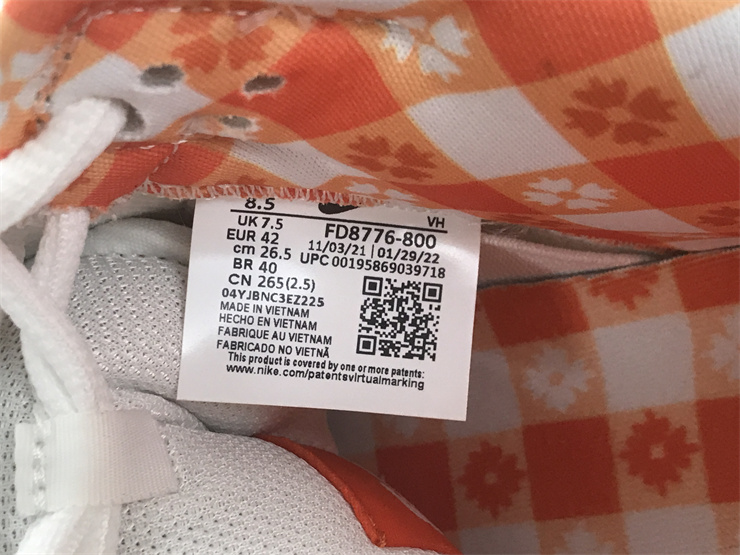 8.5
VH
UK 7.5
FD8776-800
EUR 42
11/03/21 | 01/29/22
cm 26.5
UPC 00195869039718
BR 40
CN 265(2.5)
04YJBNC3EZ225
MADE IN VIETNAM
HECHO EN VIETNAM
FABRIQUE AU VIETNAM
FABRICADO NO VIETNÃ
This product is covered by one or more patents:
www.nike.com/patentsvirtualmarking